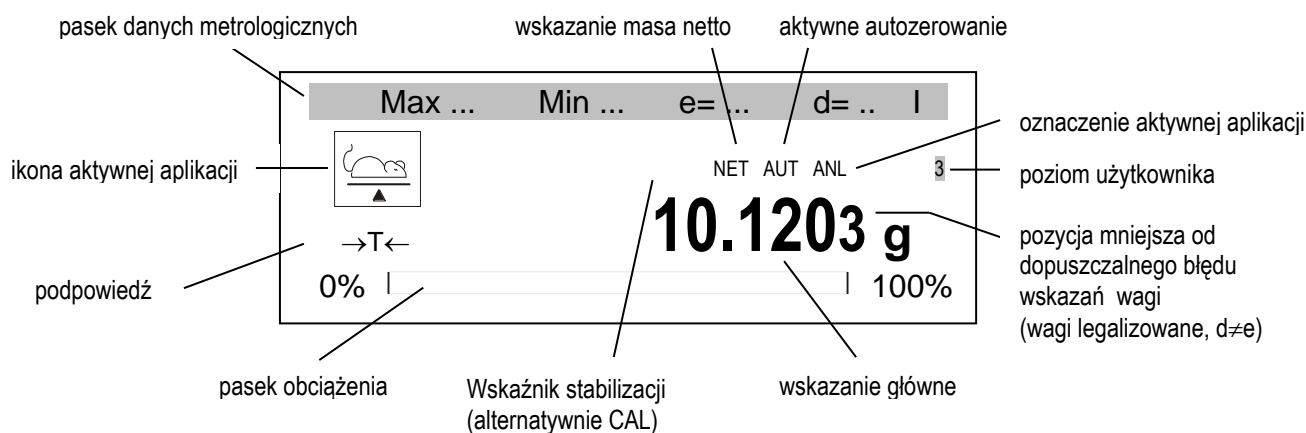 pasek danych metrologicznych
wskazanie masa netto
aktywne autozerowanie
Max ... Min ... e= ... d= .. I
oznaczenie aktywnej aplikacji
ikona aktywnej aplikacji
NET AUT ANL
3
poziom użytkownika
10.1203 g
pozycja mniejsza od
dopuszczalnego błędu
wskazań wagi
(wagi legalizowane, d≠e)
→T←
podpowiedź
0% 100%
pasek obciążenia
Wskaźnik stabilizacji
(alternatywnie CAL)
wskazanie główne